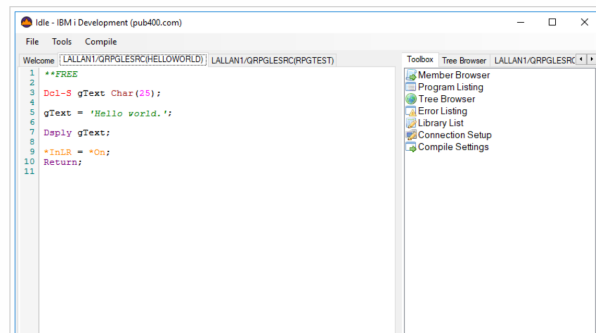 Idle - IBM i Development (pub400.com)
File Tools Compile
Welcome LALLAN1/QRPGLESRC(HELLOWORLD) LALLAN1/QRPGLESRC(RPGTEST)
Toolbox Tree Browser LALLAN1/QRPGLESRC
1 **FREE
2
3 Dcl-S gText Char(25);
4
5 gText = 'Hello world.';
6
7 Dsply gText;
8
9 *InLR = *On;
10 Return;
11
Member Browser
Program Listing
Tree Browser
Error Listing
Library List
Connection Setup
Compile Settings